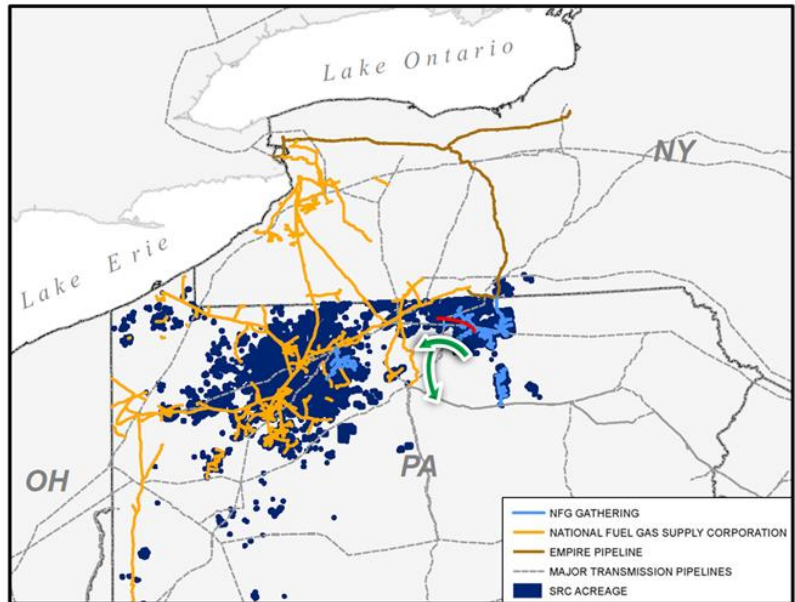 Lake Ontario
NY
Lake Erie
OH
PA
NFG GATHERING
NATIONAL FUEL GAS SUPPLY CORPORATION
EMPIRE PIPELINE
MAJOR TRANSMISSION PIPELINES
SRC ACREAGE